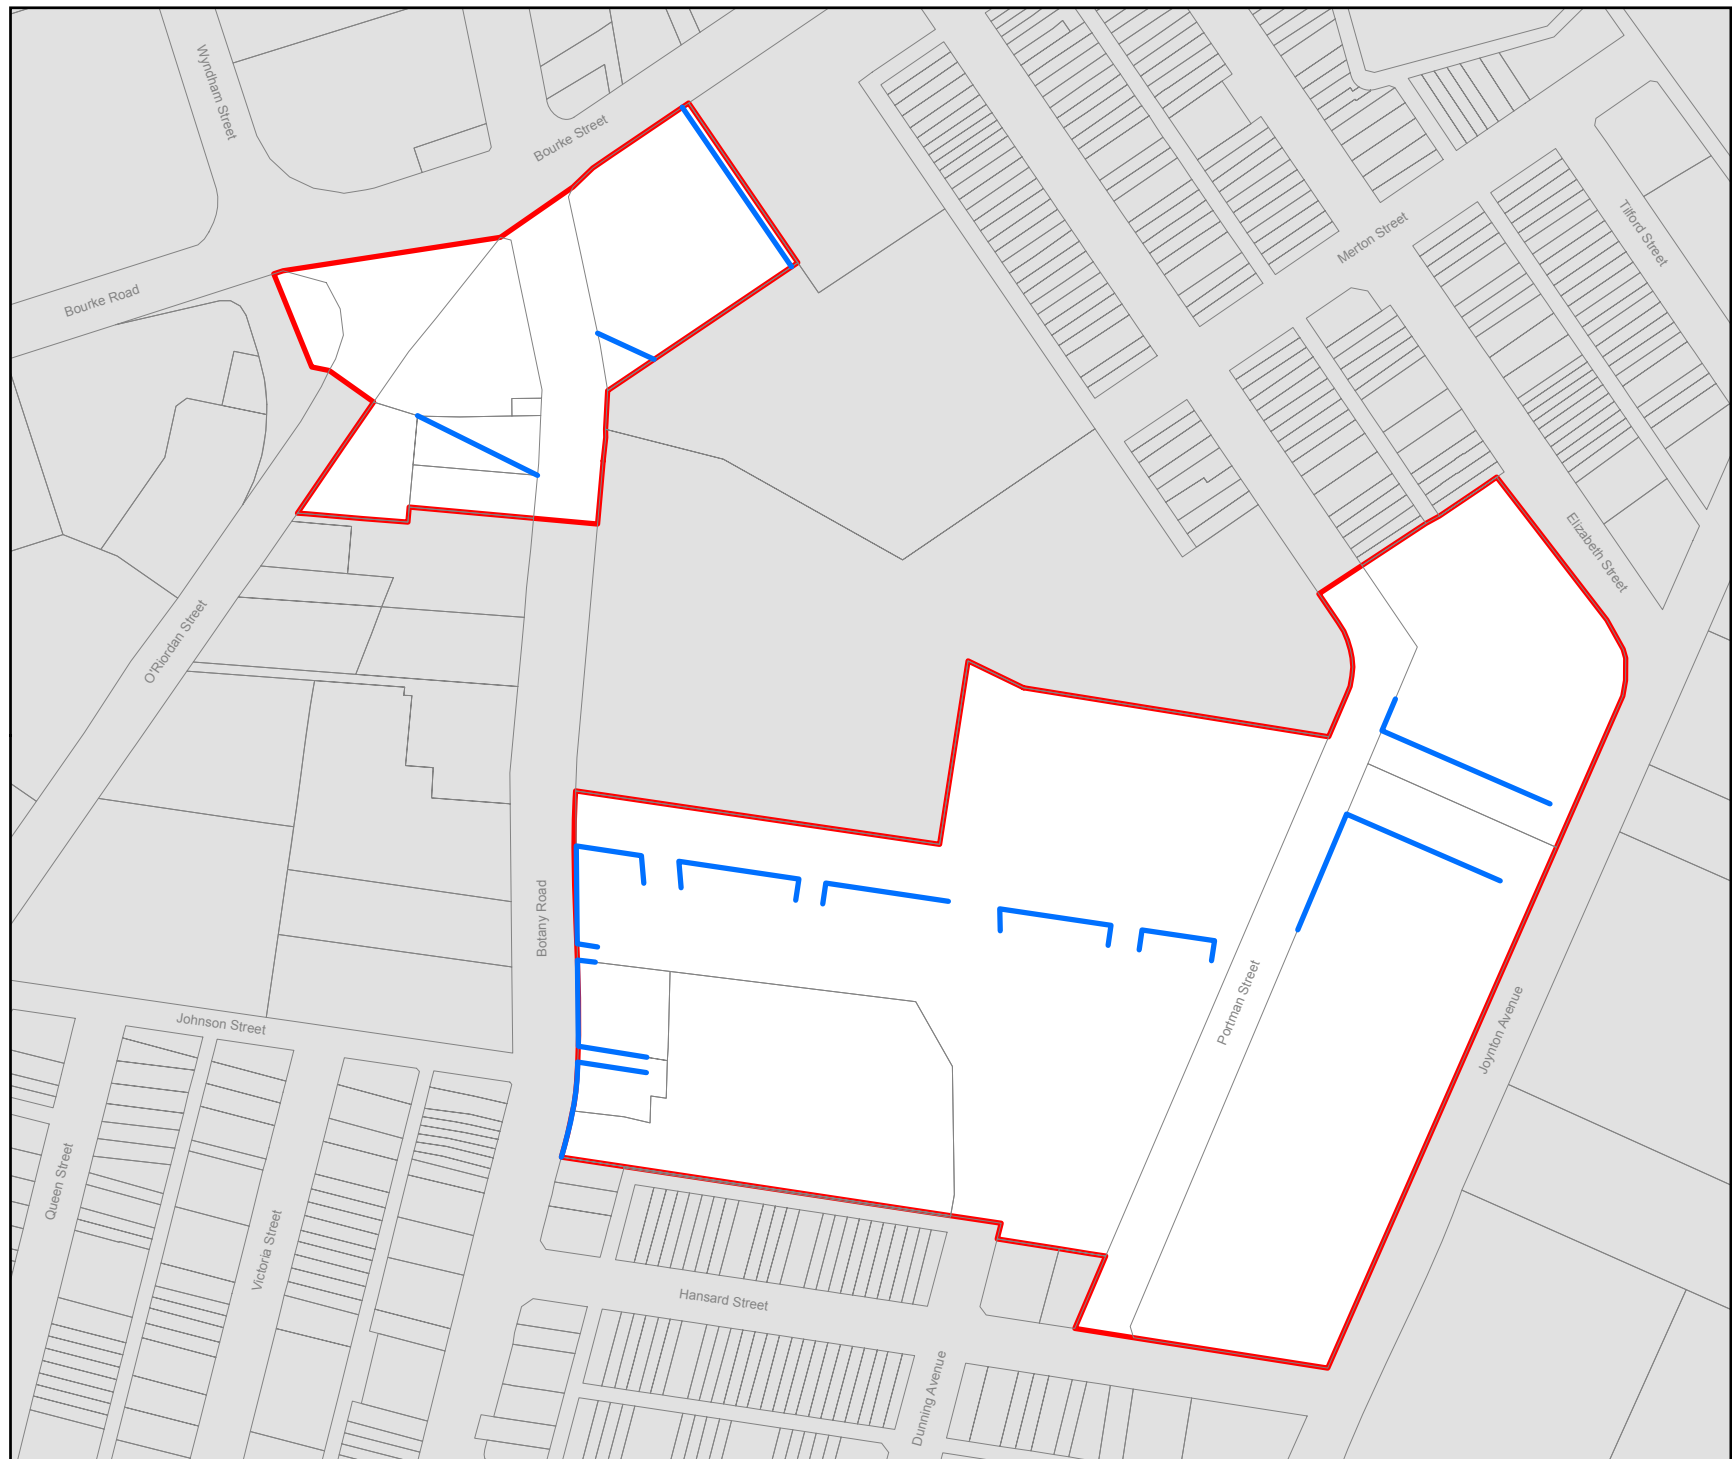 Wyndham Street
Bourke Street
Bourke Road
Merton Street
Tilford Street
Elizabeth Street
O'Riordan Street
Botany Road
Portman Street
Joynton Avenue
Johnson Street
Queen Street
Victoria Street
Hansard Street
Dunning Avenue